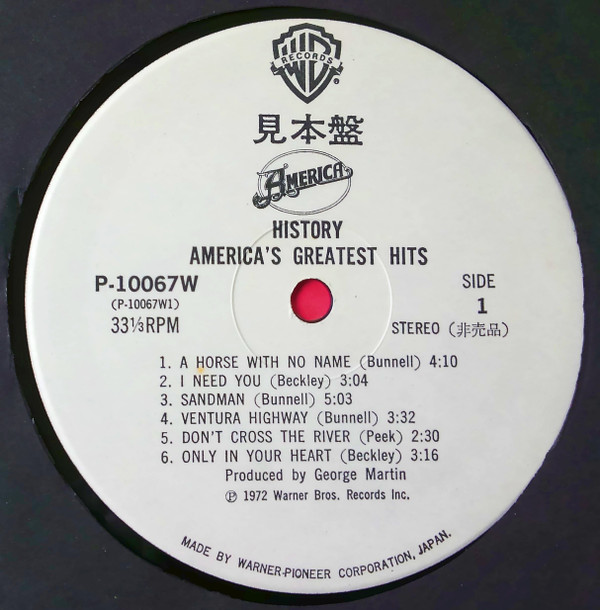 WB
RECORDS
®
見本盤
AMERICA
HISTORY
AMERICA'S GREATEST HITS
P-10067W
(P-10067W1)
33⅓RPM
SIDE
1
STEREO (非売品)
1. A HORSE WITH NO NAME (Bunnell) 4:10
2. I NEED YOU (Beckley) 3:04
3. SANDMAN (Bunnell) 5:03
4. VENTURA HIGHWAY (Bunnell) 3:32
5. DON'T CROSS THE RIVER (Peek) 2:30
6. ONLY IN YOUR HEART (Beckley) 3:16
Produced by George Martin
℗ 1972 Warner Bros. Records Inc.
MADE BY WARNER-PIONEER CORPORATION, JAPAN.